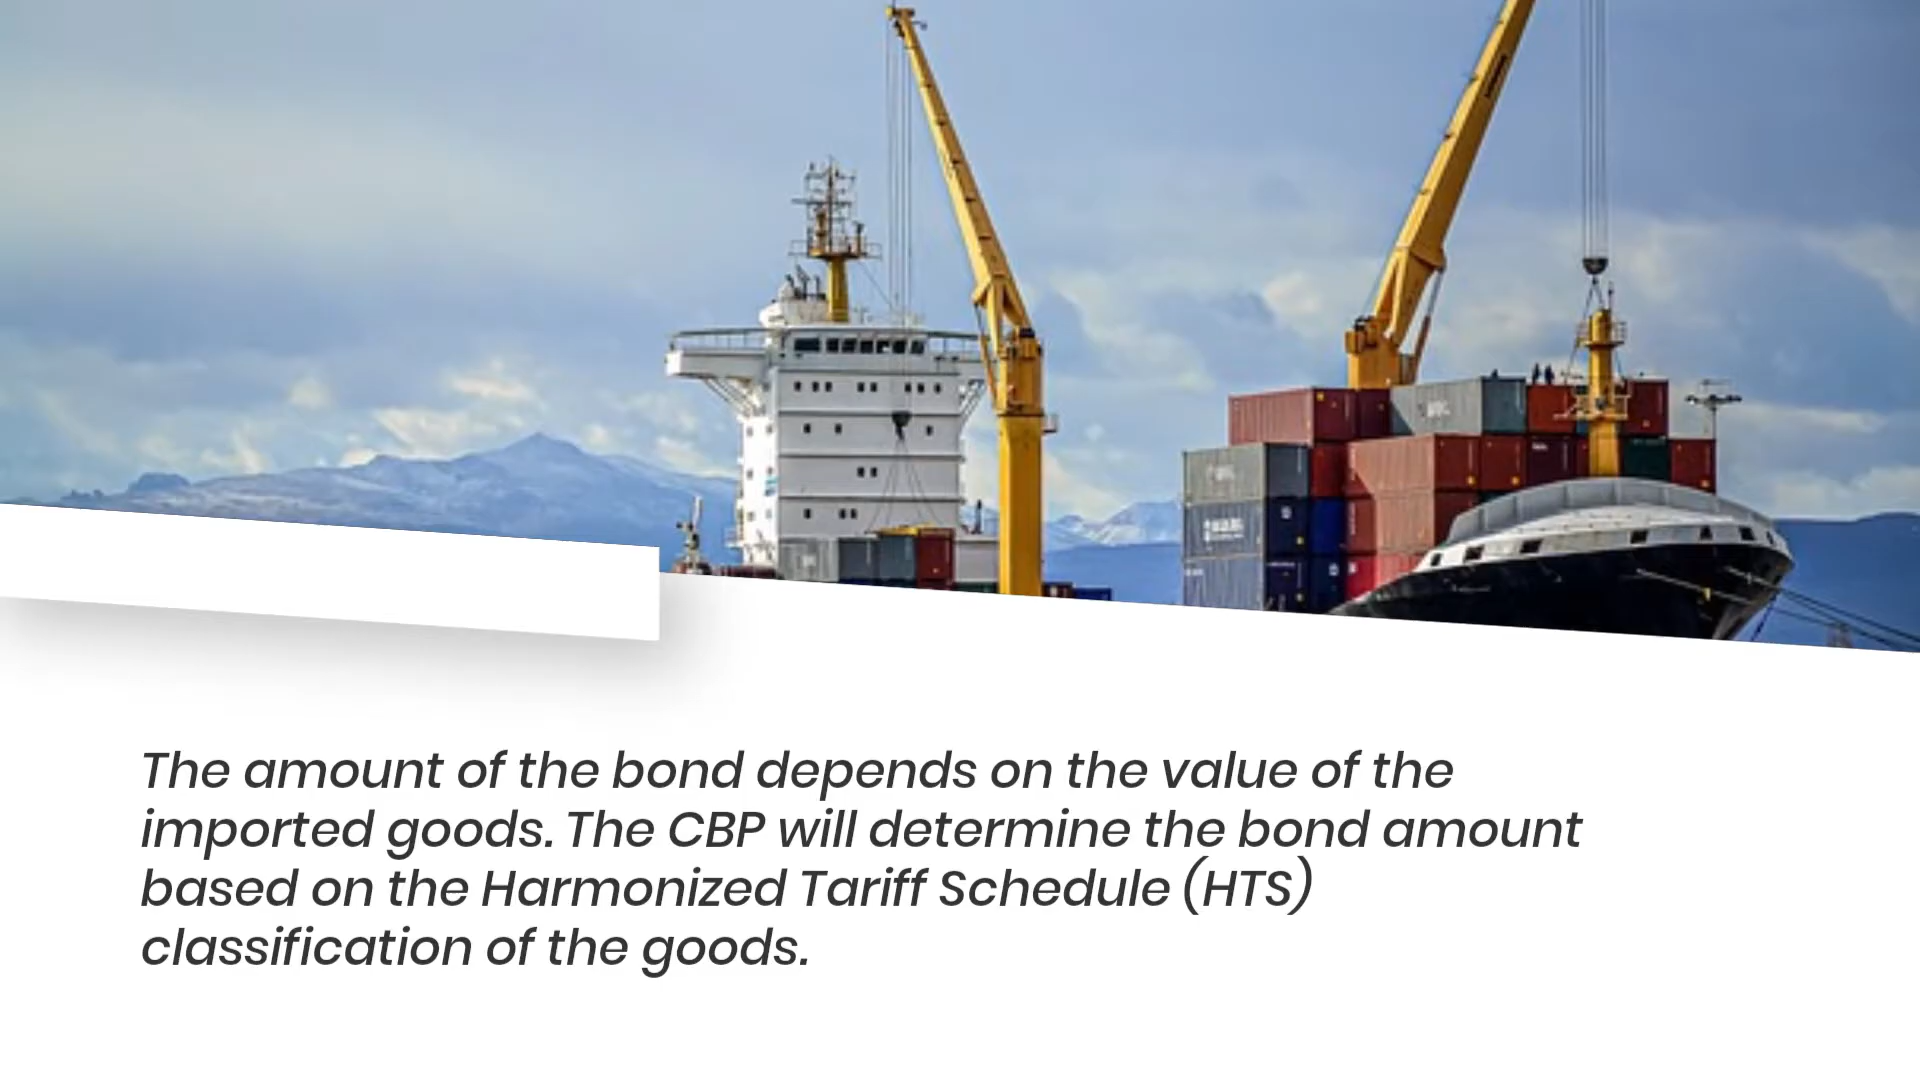 The amount of the bond depends on the value of the
imported goods. The CBP will determine the bond amount
based on the Harmonized Tariff Schedule (HTS)
classification of the goods.